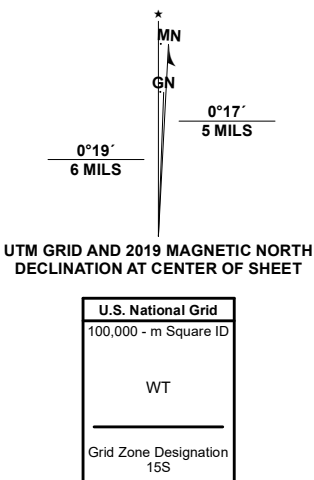 ★
MN
GN
0°17´
5 MILS
0°19´
6 MILS
UTM GRID AND 2019 MAGNETIC NORTH
DECLINATION AT CENTER OF SHEET
U.S. National Grid
100,000 - m Square ID
WT
Grid Zone Designation
15S